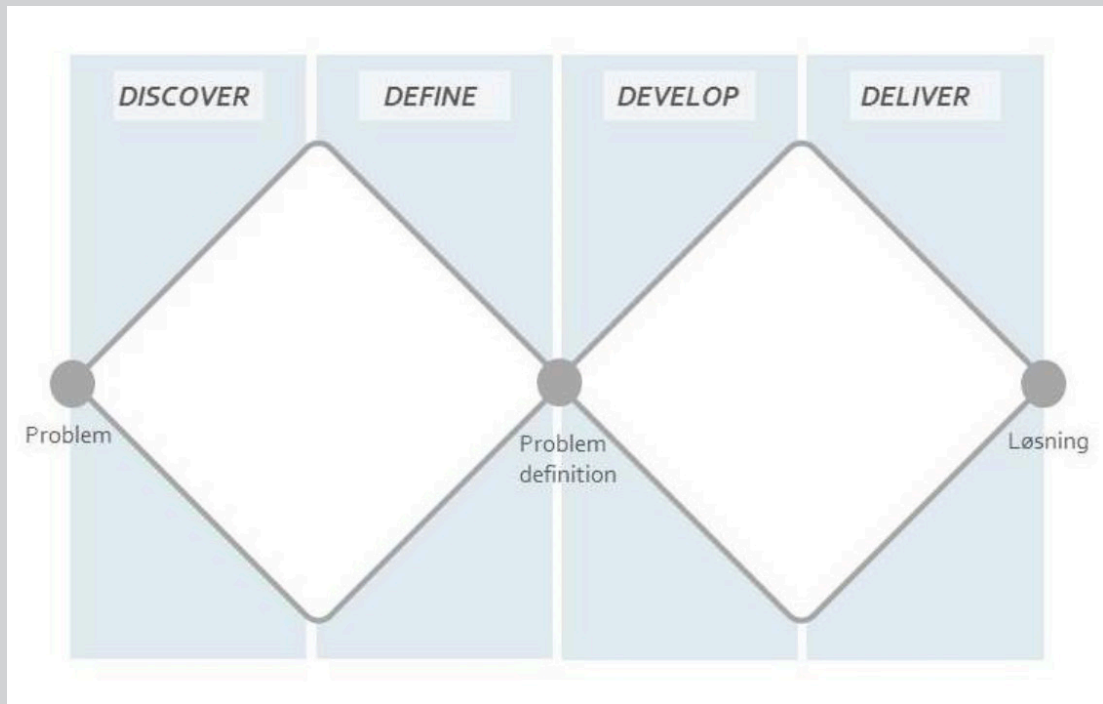 DISCOVER
DEFINE
DEVELOP
DELIVER
Problem
Problem
definition
Løsning